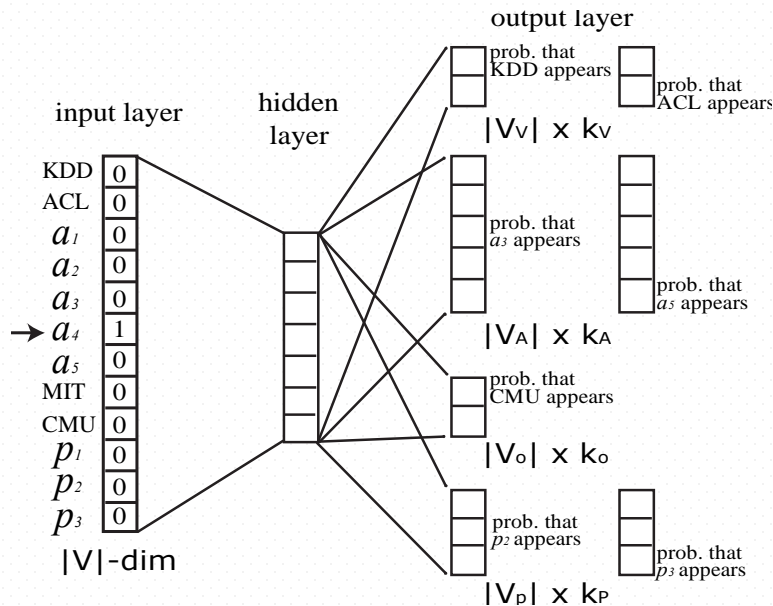 output layer
input layer
hidden
layer
KDD 0
ACL 0
a1 0
a2 0
a3 0
a4 1
a5 0
MIT 0
CMU 0
p1 0
p2 0
p3 0
|V|-dim
prob. that
KDD appears
prob. that
ACL appears
|VV| x kV
prob. that
a3 appears
prob. that
a5 appears
|VA| x kA
prob. that
CMU appears
|Vo| x ko
prob. that
p2 appears
prob. that
p3 appears
|Vp| x kP